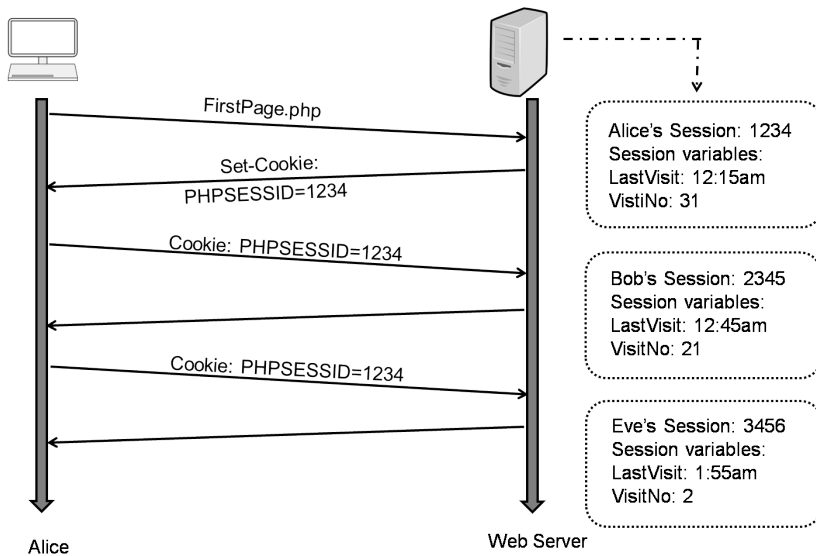 FirstPage.php
Set-Cookie:
PHPSESSID=1234
Cookie: PHPSESSID=1234
Cookie: PHPSESSID=1234
Alice
Web Server
Alice's Session: 1234
Session variables:
LastVisit: 12:15am
VistiNo: 31
Bob's Session: 2345
Session variables:
LastVisit: 12:45am
VisitNo: 21
Eve's Session: 3456
Session variables:
LastVisit: 1:55am
VisitNo: 2